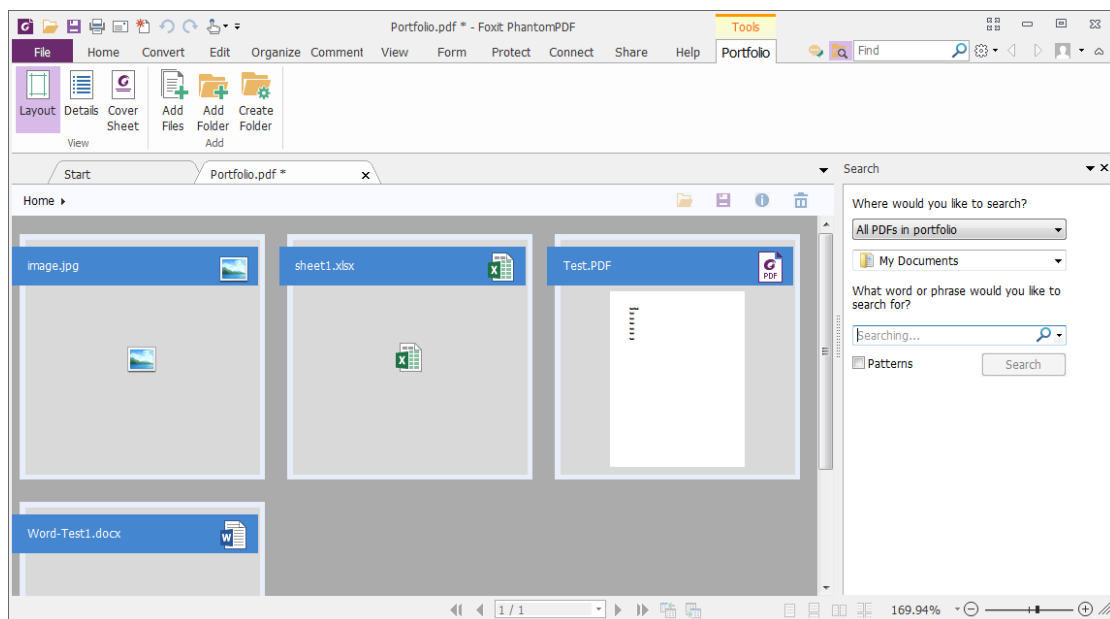 Portfolio.pdf * - Foxit PhantomPDF
Tools
File Home Convert Edit Organize Comment View Form Protect Connect Share Help Portfolio Find
Layout Details Cover Sheet Add Files Add Folder Create Folder
View Add
Start Portfolio.pdf * x
Search
Home
Where would you like to search?
All PDFs in portfolio
My Documents
What word or phrase would you like to
search for?
Searching...
Patterns
Search
image.jpg
sheet1.xlsx
Test.PDF
PDF
Word-Test1.docx
1 / 1
169.94%